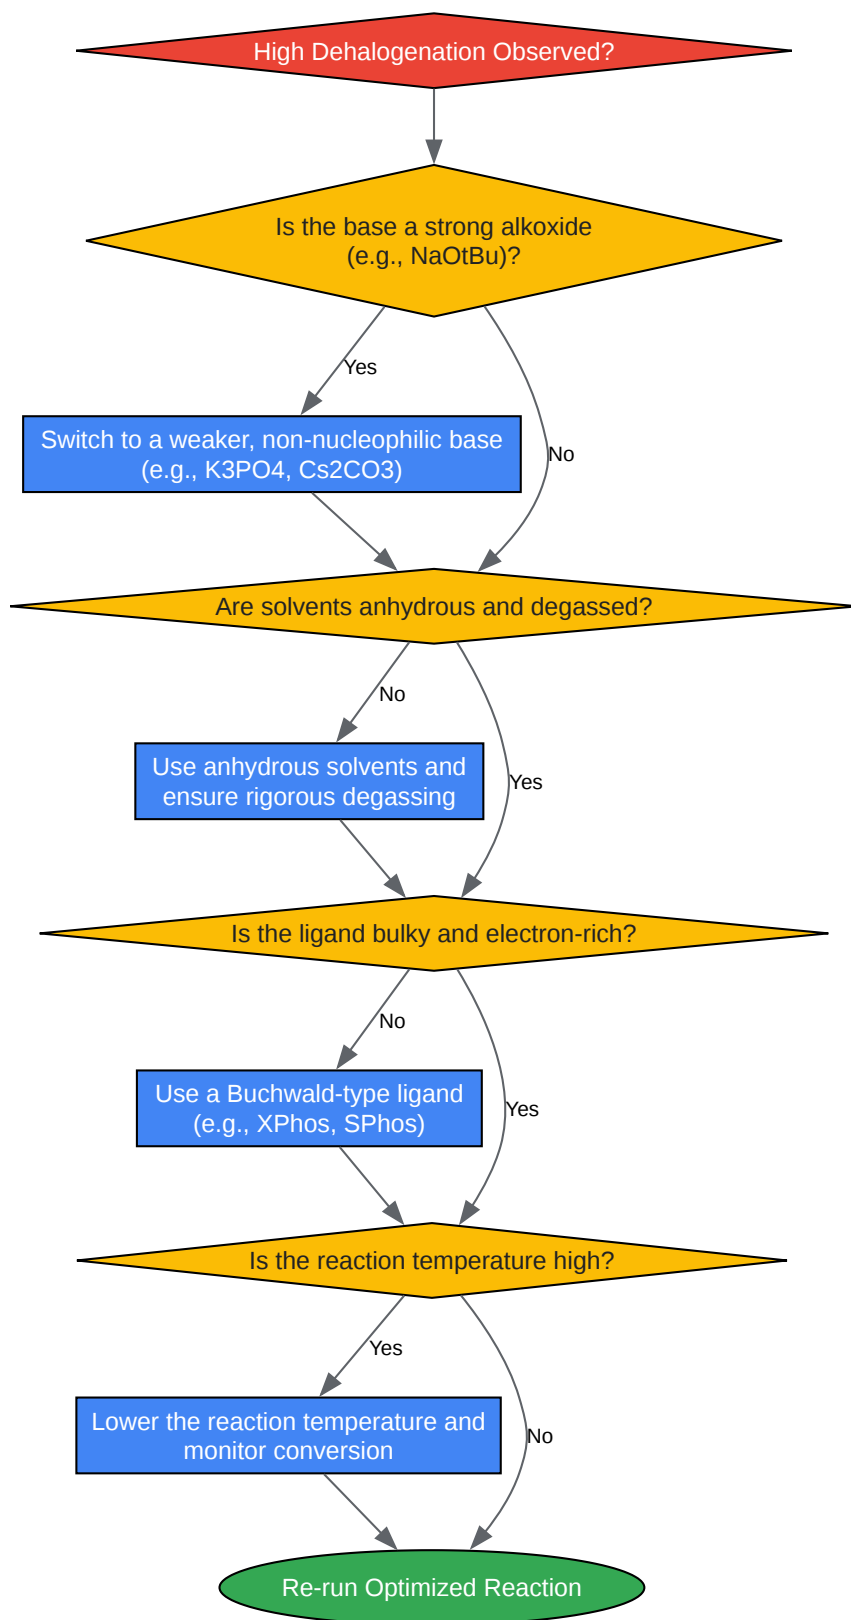 High Dehalogenation Observed?
Is the base a strong alkoxide
(e.g., NaOtBu)?
Yes
Switch to a weaker, non-nucleophilic base
(e.g., K3PO4, Cs2CO3)
No
Are solvents anhydrous and degassed?
No
Use anhydrous solvents and
ensure rigorous degassing
Yes
Is the ligand bulky and electron-rich?
No
Use a Buchwald-type ligand
(e.g., XPhos, SPhos)
Yes
Is the reaction temperature high?
Yes
Lower the reaction temperature and
monitor conversion
No
Re-run Optimized Reaction